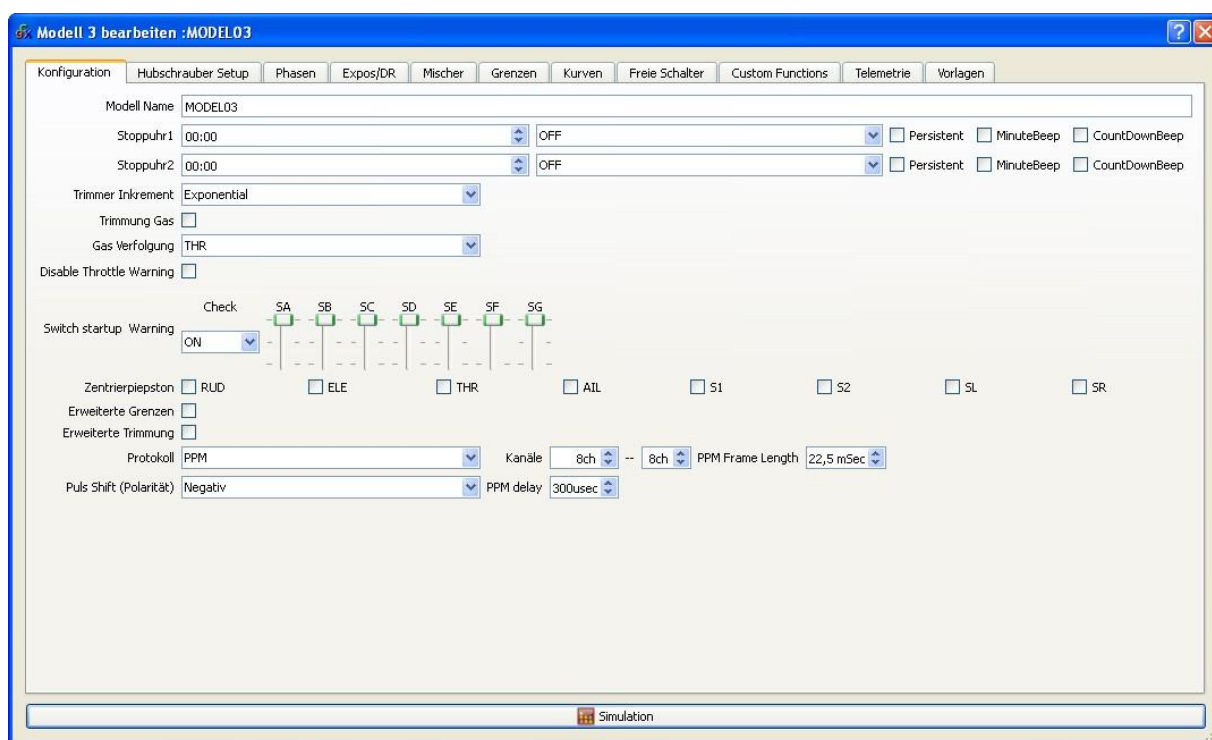 Modell 3 bearbeiten :MODEL03
Konfiguration Hubschrauber Setup Phasen Expos/DR Mischer Grenzen Kurven Freie Schalter Custom Functions Telemetrie Vorlagen
Modell Name MODEL03
Stoppuhr1 00:00 OFF Persistent MinuteBeep CountDownBeep
Stoppuhr2 00:00 OFF Persistent MinuteBeep CountDownBeep
Trimmer Inkrement Exponential
Trimmung Gas
Gas Verfolgung THR
Disable Throttle Warning
Check SA SB SC SD SE SF SG
Switch startup Warning ON
Zentrierpiepston RUD ELE THR AIL S1 S2 SL SR
Erweiterte Grenzen
Erweiterte Trimmung
Protokoll PPM Kanäle 8ch -- 8ch PPM Frame Length 22,5 mSec
Puls Shift (Polarität) Negativ PPM delay 300usec
Simulation